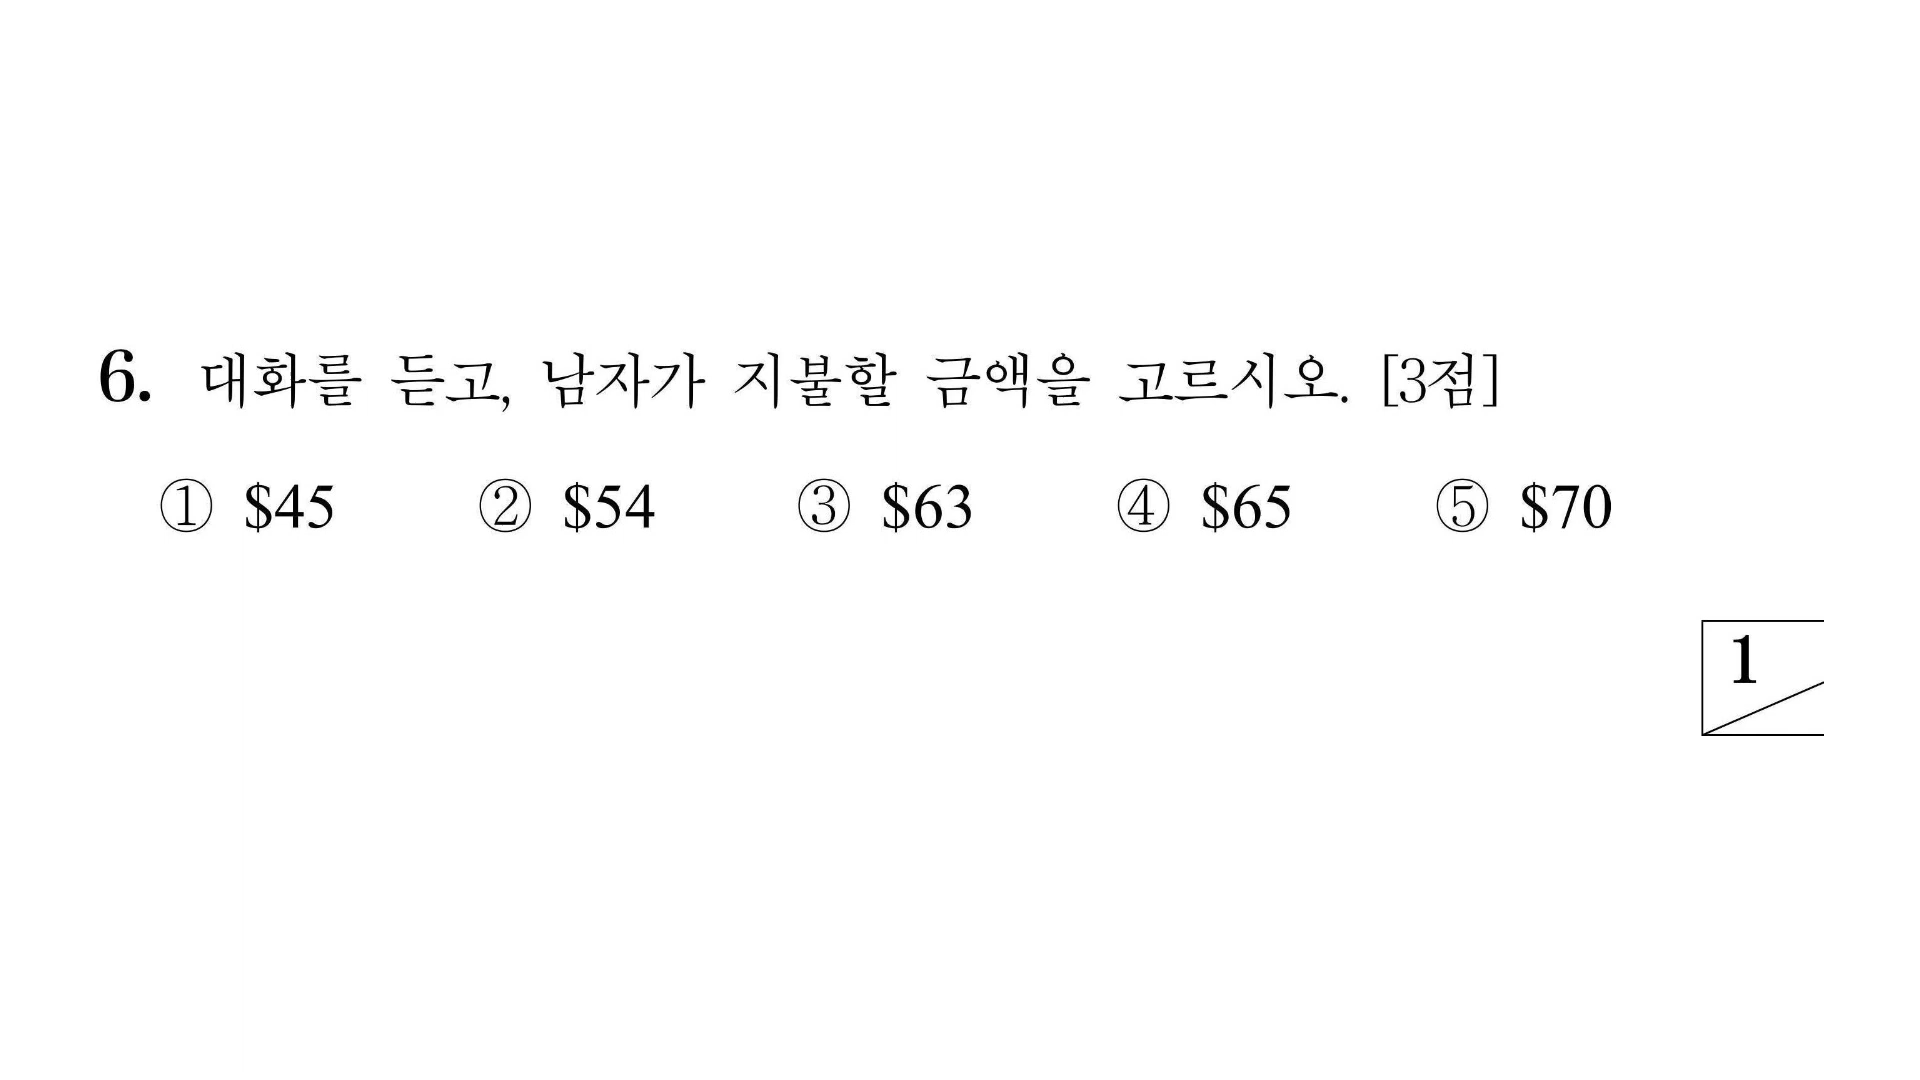 6. 대화를 듣고, 남자가 지불할 금액을 고르시오. [3점]
① $45 ② $54 ③ $63 ④ $65 ⑤ $70
1